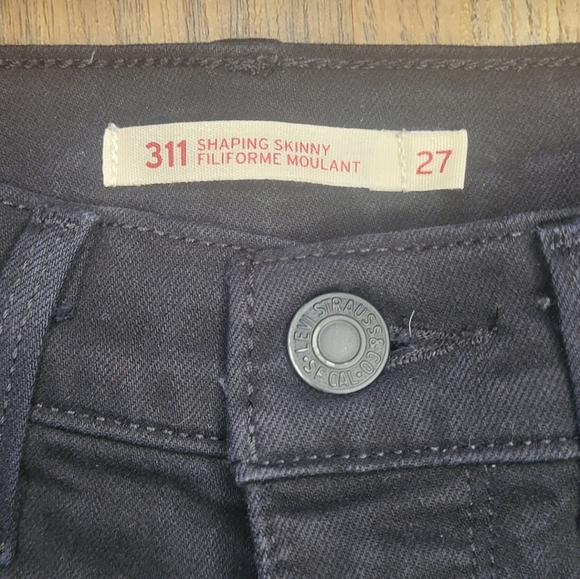 311 SHAPING SKINNY
FILIFORME MOULANT
27
LEVI STRAUSS & CO
S.F. CAL.